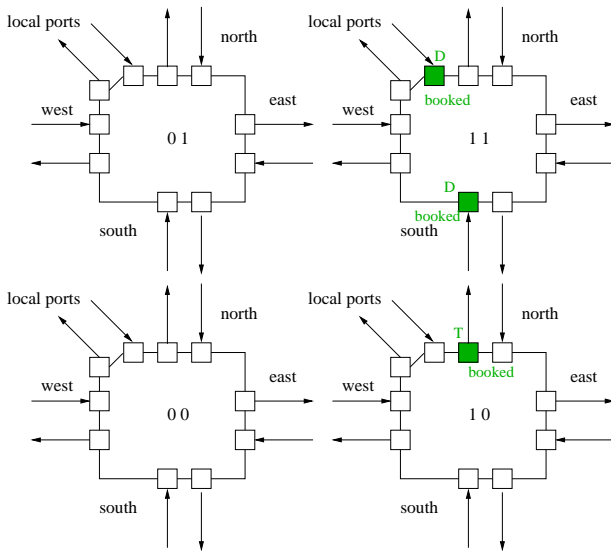 local ports
north
west
east
0 1
south
local ports
D
north
booked
west
east
1 1
D
booked
south
local ports
north
west
east
0 0
south
local ports
T
north
booked
west
east
1 0
south